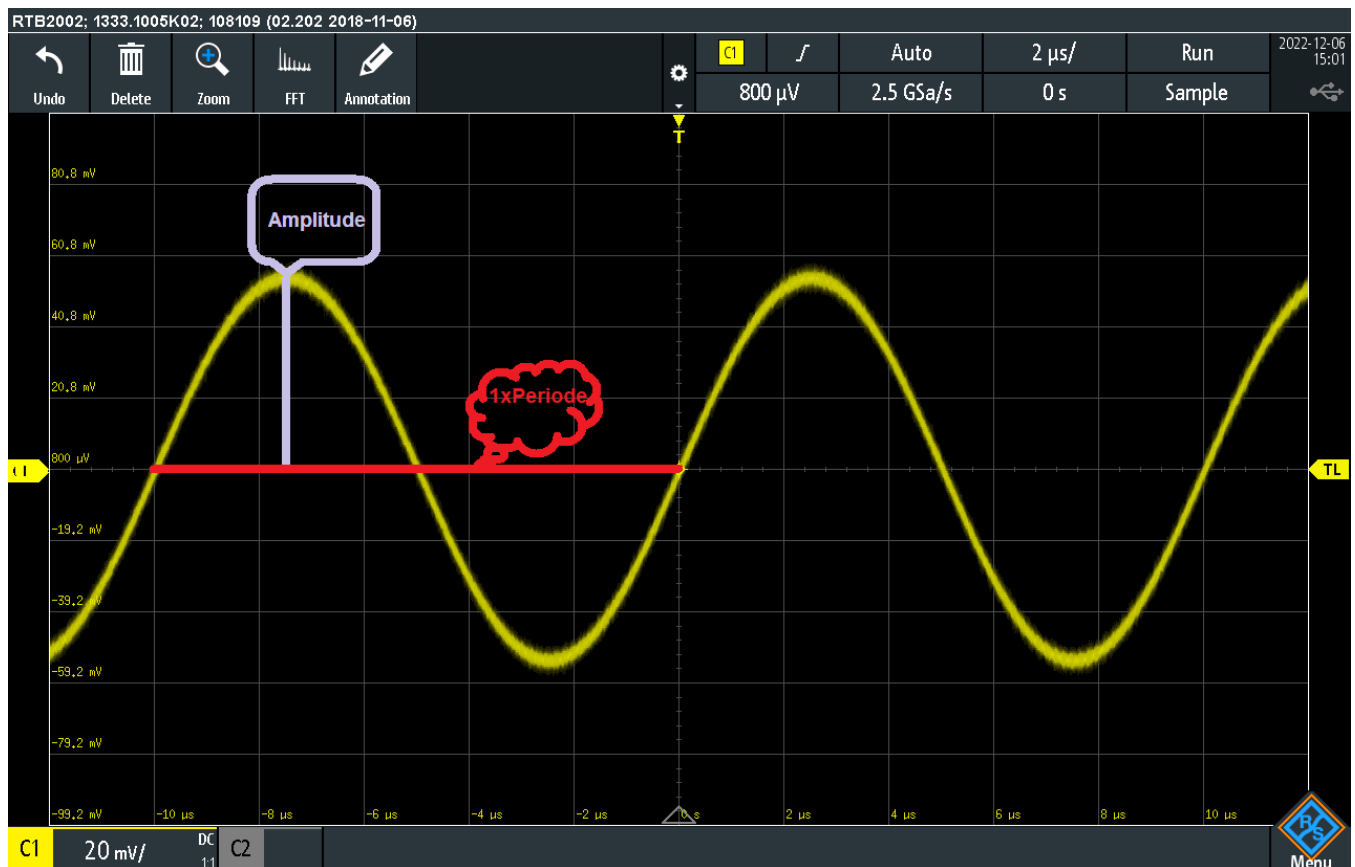 RTB2002; 1333.1005K02; 108109 (02.202 2018-11-06)
Undo Delete Zoom FFT Annotation
C1 Auto 2 µs/ Run
2022-12-06
15:01
800 µV 2.5 GSa/s 0 s Sample
T
80.8 mV
Amplitude
60.8 mV
40.8 mV
20.8 mV
1xPeriode
800 µV
TL
-19.2 mV
-39.2 mV
-59.2 mV
-79.2 mV
-99.2 mV -10 µs -8 µs -6 µs -4 µs -2 µs 0 s 2 µs 4 µs 6 µs 8 µs 10 µs
R/S
C1 20 mV/ DC
1:1
C2
Menu